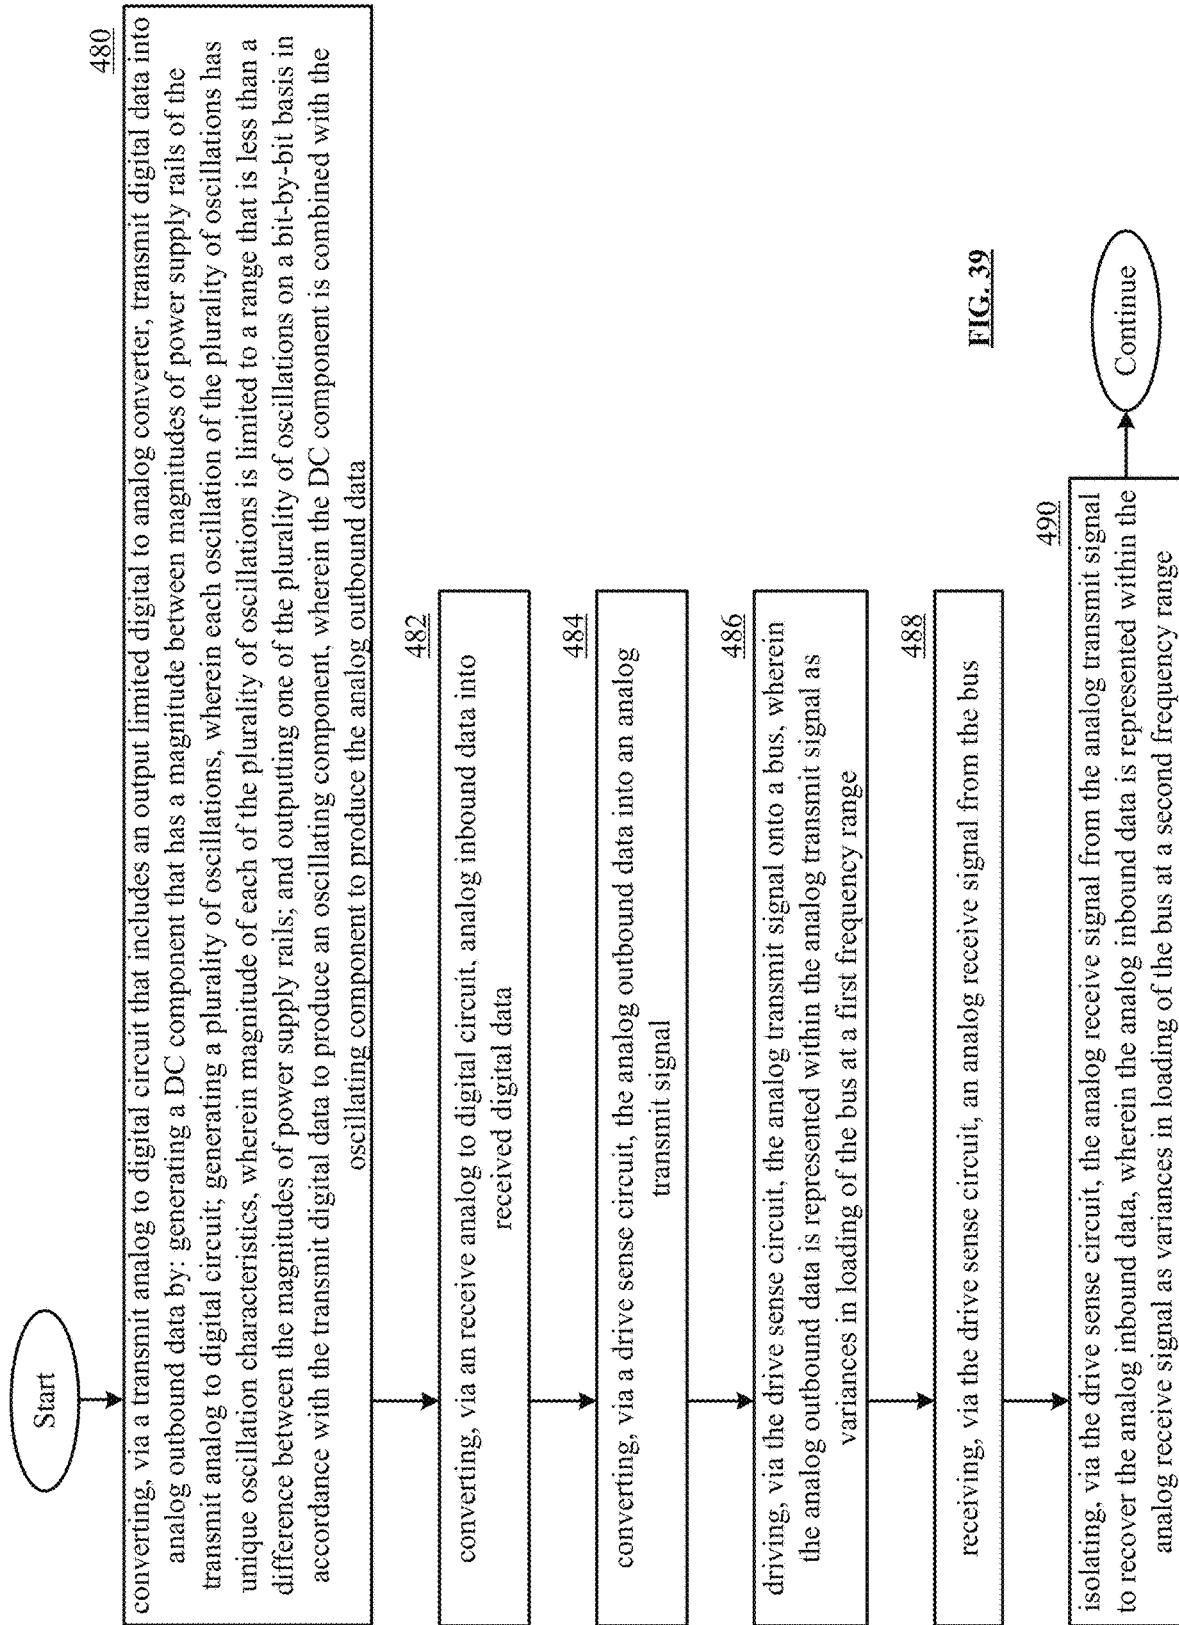 Start
480
converting, via a transmit analog to digital circuit that includes an output limited digital to analog converter, transmit digital data into
analog outbound data by: generating a DC component that has a magnitude between magnitudes of power supply rails of the
transmit analog to digital circuit; generating a plurality of oscillations, wherein each oscillation of the plurality of oscillations has
unique oscillation characteristics, wherein magnitude of each of the plurality of oscillations is limited to a range that is less than a
difference between the magnitudes of power supply rails; and outputting one of the plurality of oscillations on a bit-by-bit basis in
accordance with the transmit digital data to produce an oscillating component, wherein the DC component is combined with the
oscillating component to produce the analog outbound data
482
converting, via an receive analog to digital circuit, analog inbound data into
received digital data
484
converting, via a drive sense circuit, the analog outbound data into an analog
transmit signal
486
driving, via the drive sense circuit, the analog transmit signal onto a bus, wherein
the analog outbound data is represented within the analog transmit signal as
variances in loading of the bus at a first frequency range
488
receiving, via the drive sense circuit, an analog receive signal from the bus
490
isolating, via the drive sense circuit, the analog receive signal from the analog transmit signal
to recover the analog inbound data, wherein the analog inbound data is represented within the
analog receive signal as variances in loading of the bus at a second frequency range
Continue
FIG. 39